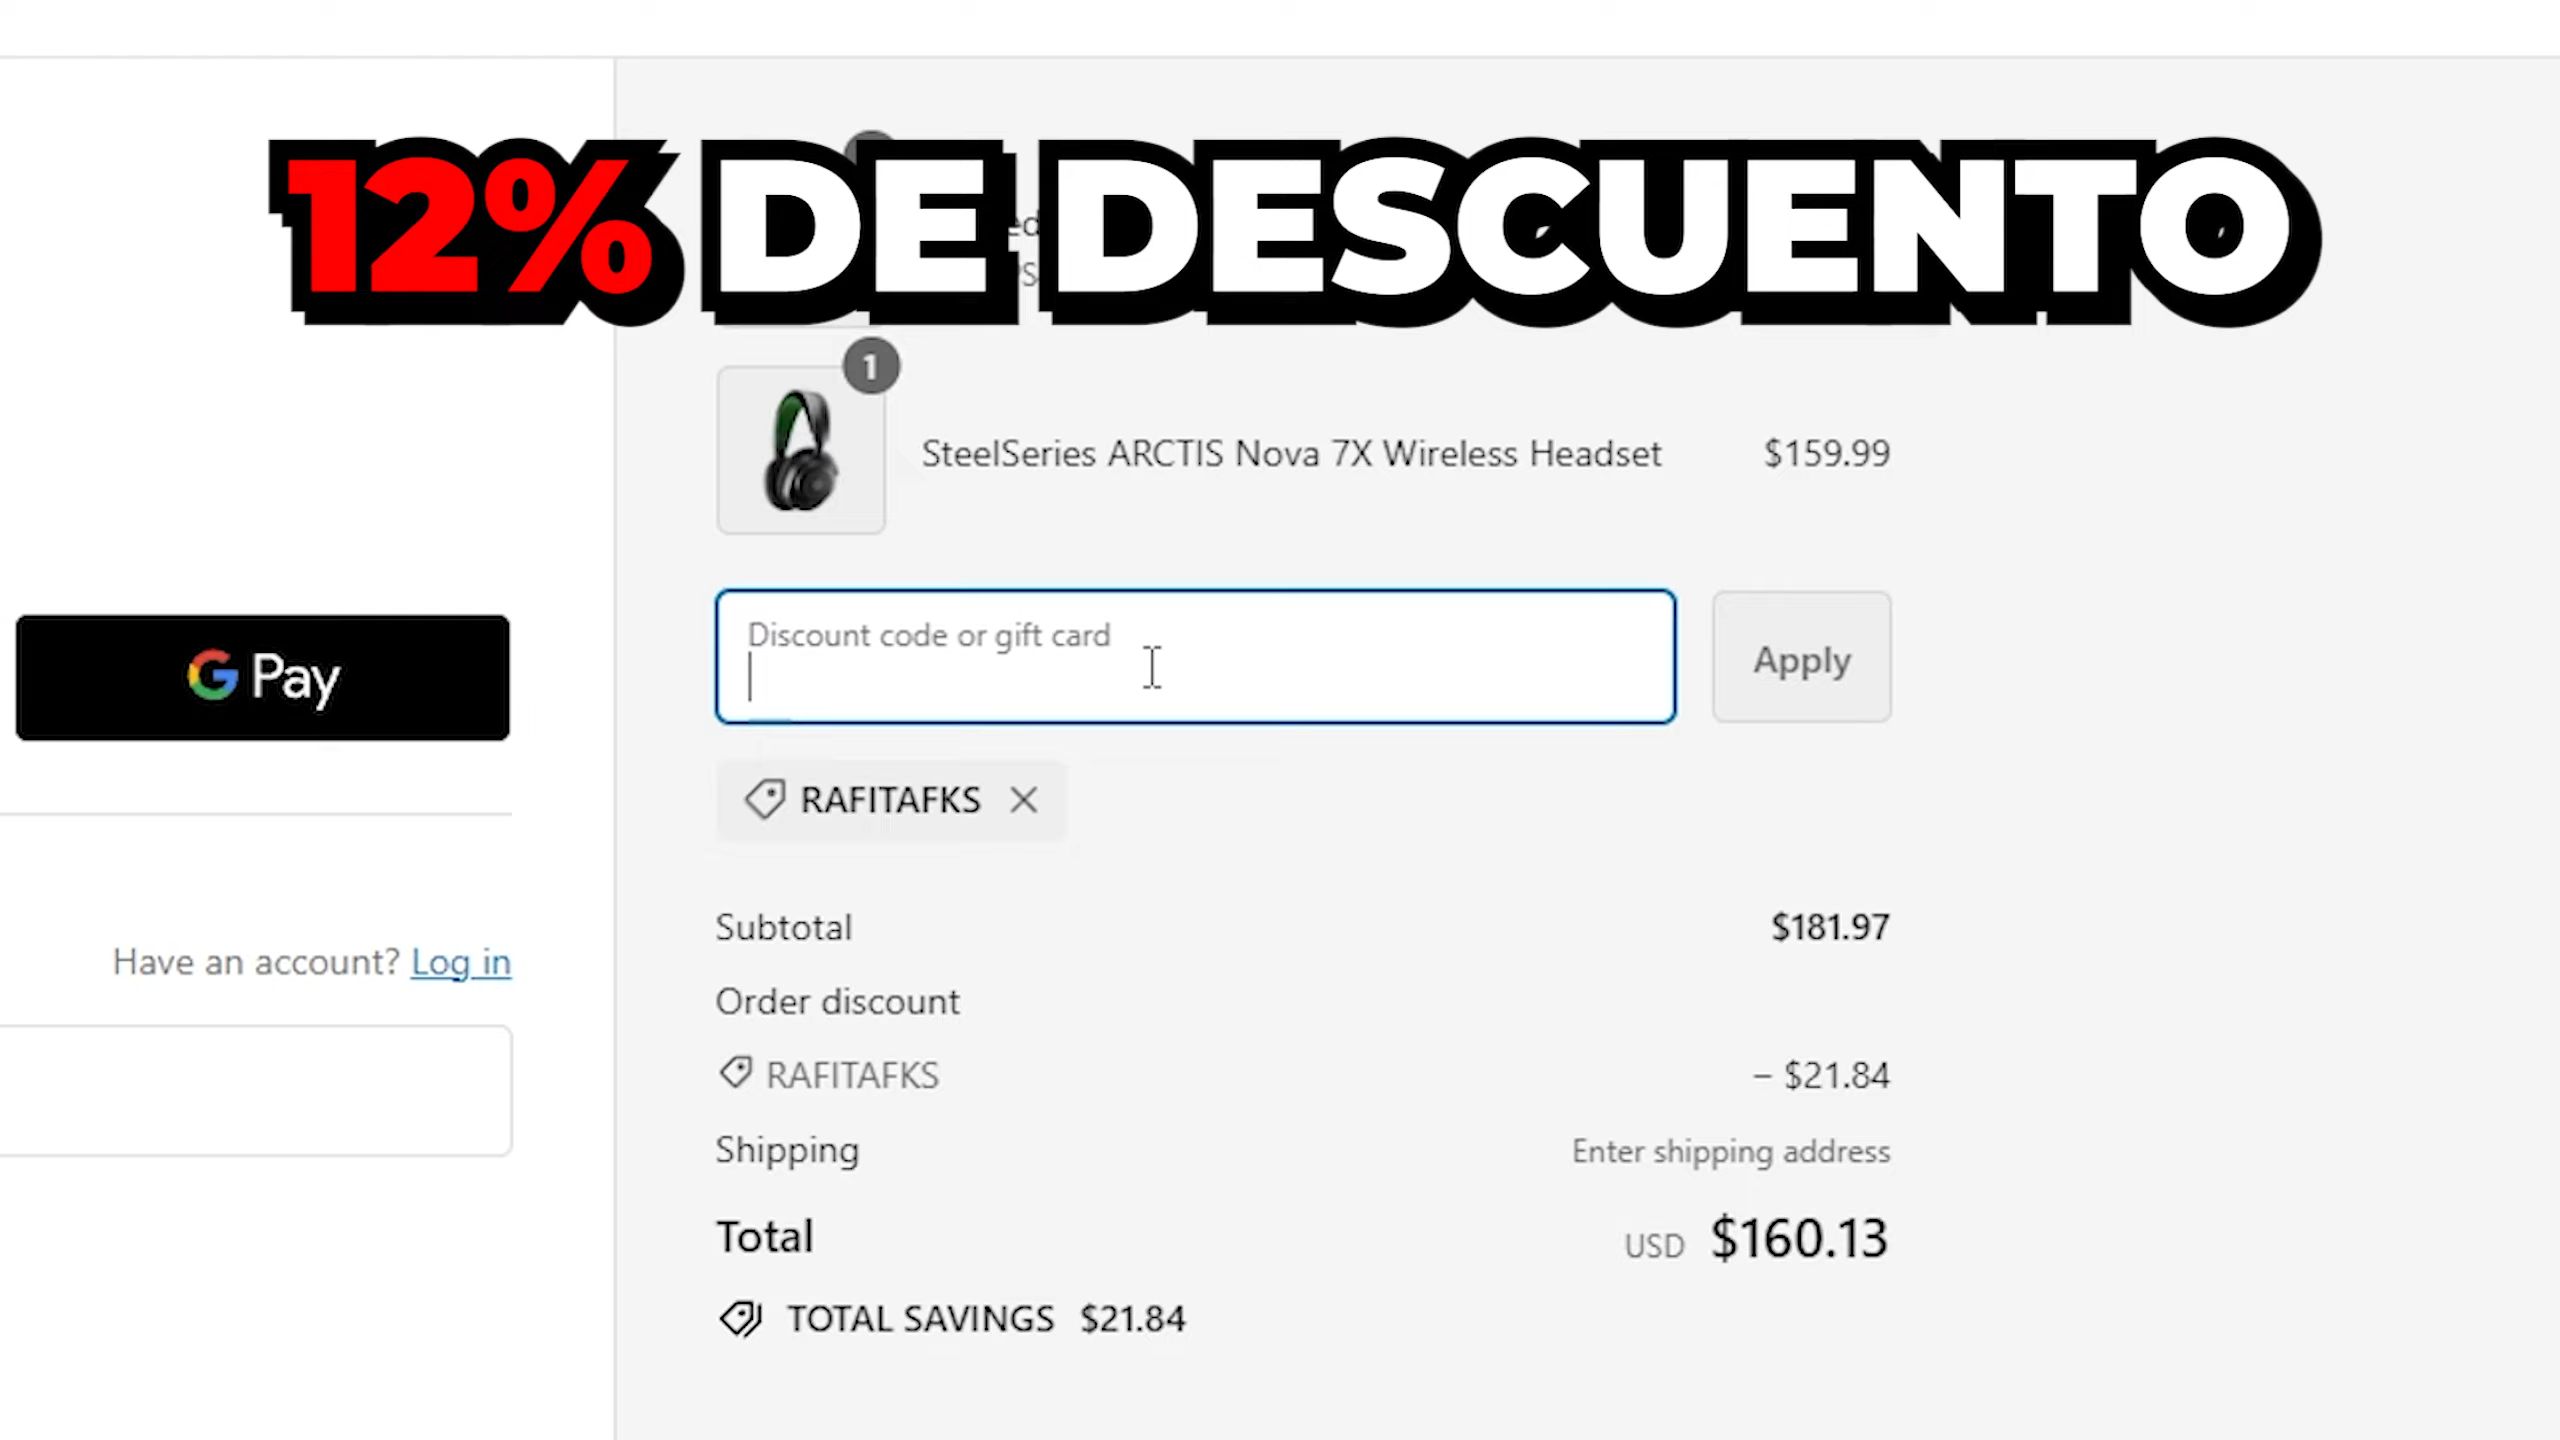 12% DE DESCUENTO
1
SteelSeries ARCTIS Nova 7X Wireless Headset $159.99
Discount code or gift card
Apply
G Pay
RAFITAFKS
Subtotal $181.97
Have an account? Log in
Order discount
RAFITAFKS − $21.84
Shipping Enter shipping address
Total USD $160.13
TOTAL SAVINGS $21.84